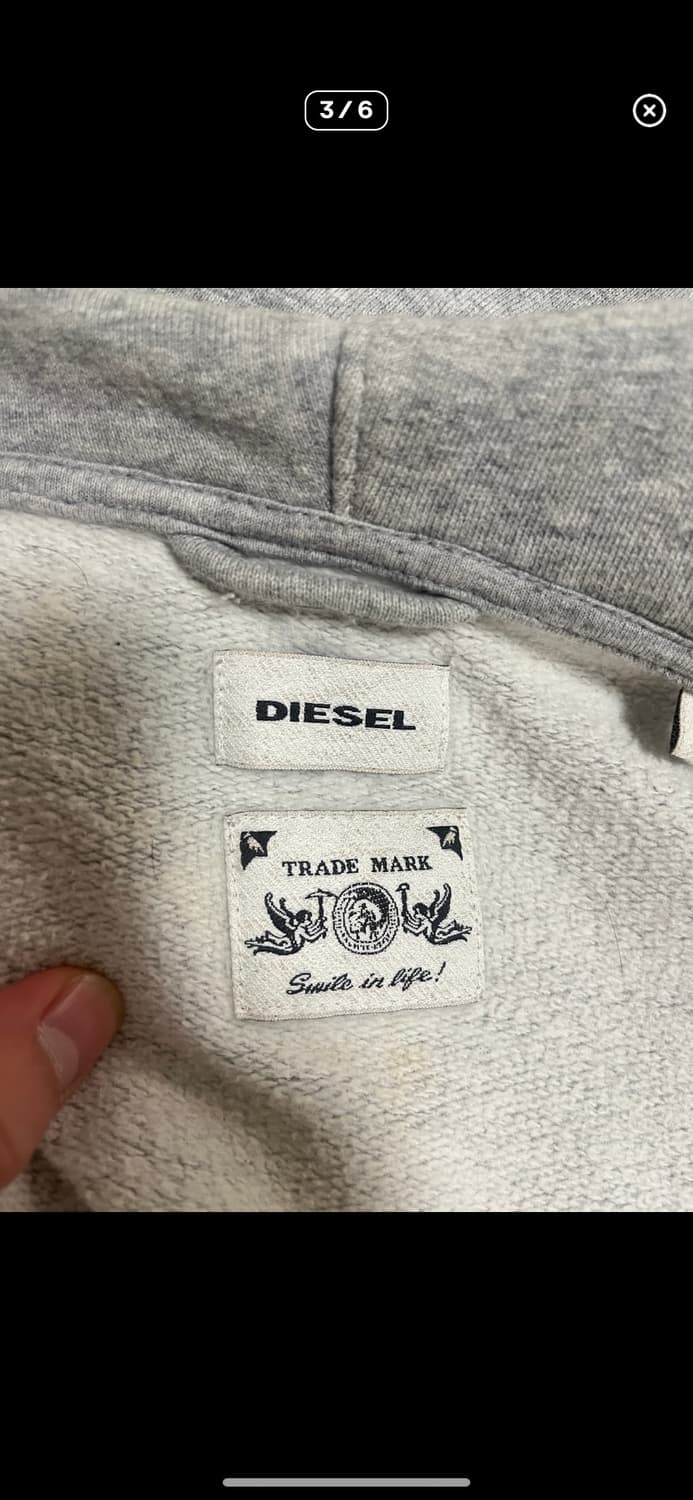 3/6
DIESEL
TRADE MARK
Smile in life!